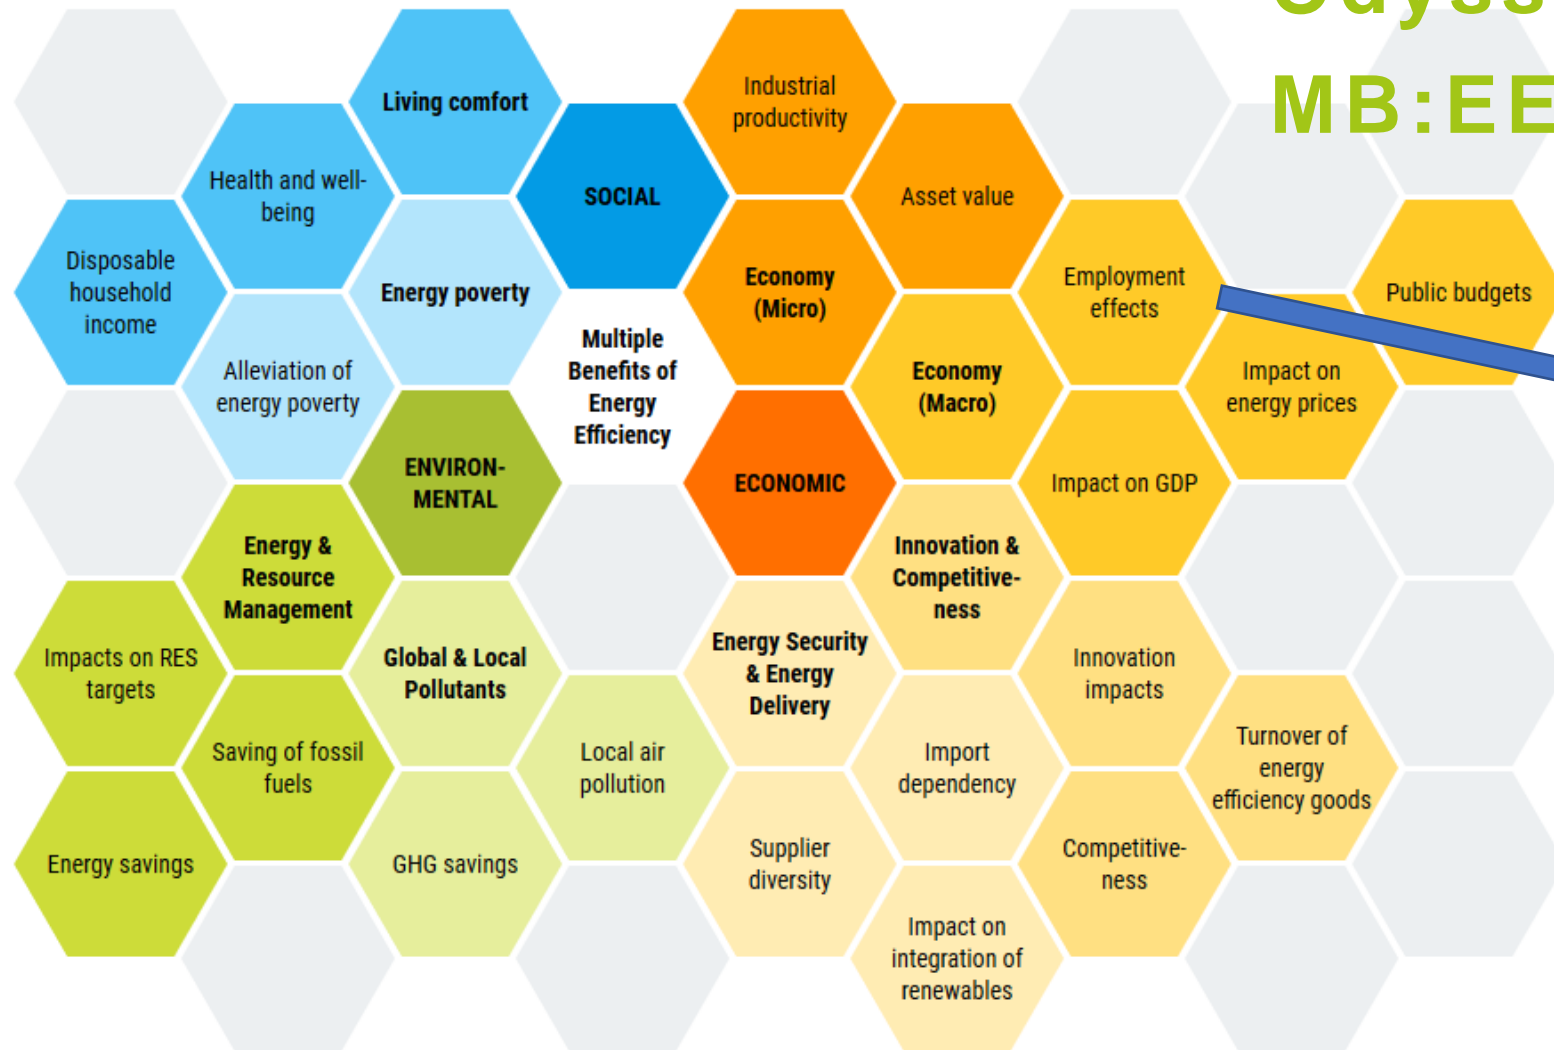 Odyss
MB:EE
Living comfort
Industrial
productivity
Health and well-
being
SOCIAL
Asset value
Disposable
household
income
Energy poverty
Economy
(Micro)
Employment
effects
Public budgets
Alleviation of
energy poverty
Multiple
Benefits of
Energy
Efficiency
Economy
(Macro)
Impact on
energy prices
ENVIRON-
MENTAL
ECONOMIC
Impact on GDP
Energy &
Resource
Management
Innovation &
Competitive-
ness
Impacts on RES
targets
Global & Local
Pollutants
Energy Security
& Energy
Delivery
Innovation
impacts
Saving of fossil
fuels
Local air
pollution
Import
dependency
Turnover of
energy
efficiency goods
Energy savings
GHG savings
Supplier
diversity
Competitive-
ness
Impact on
integration of
renewables